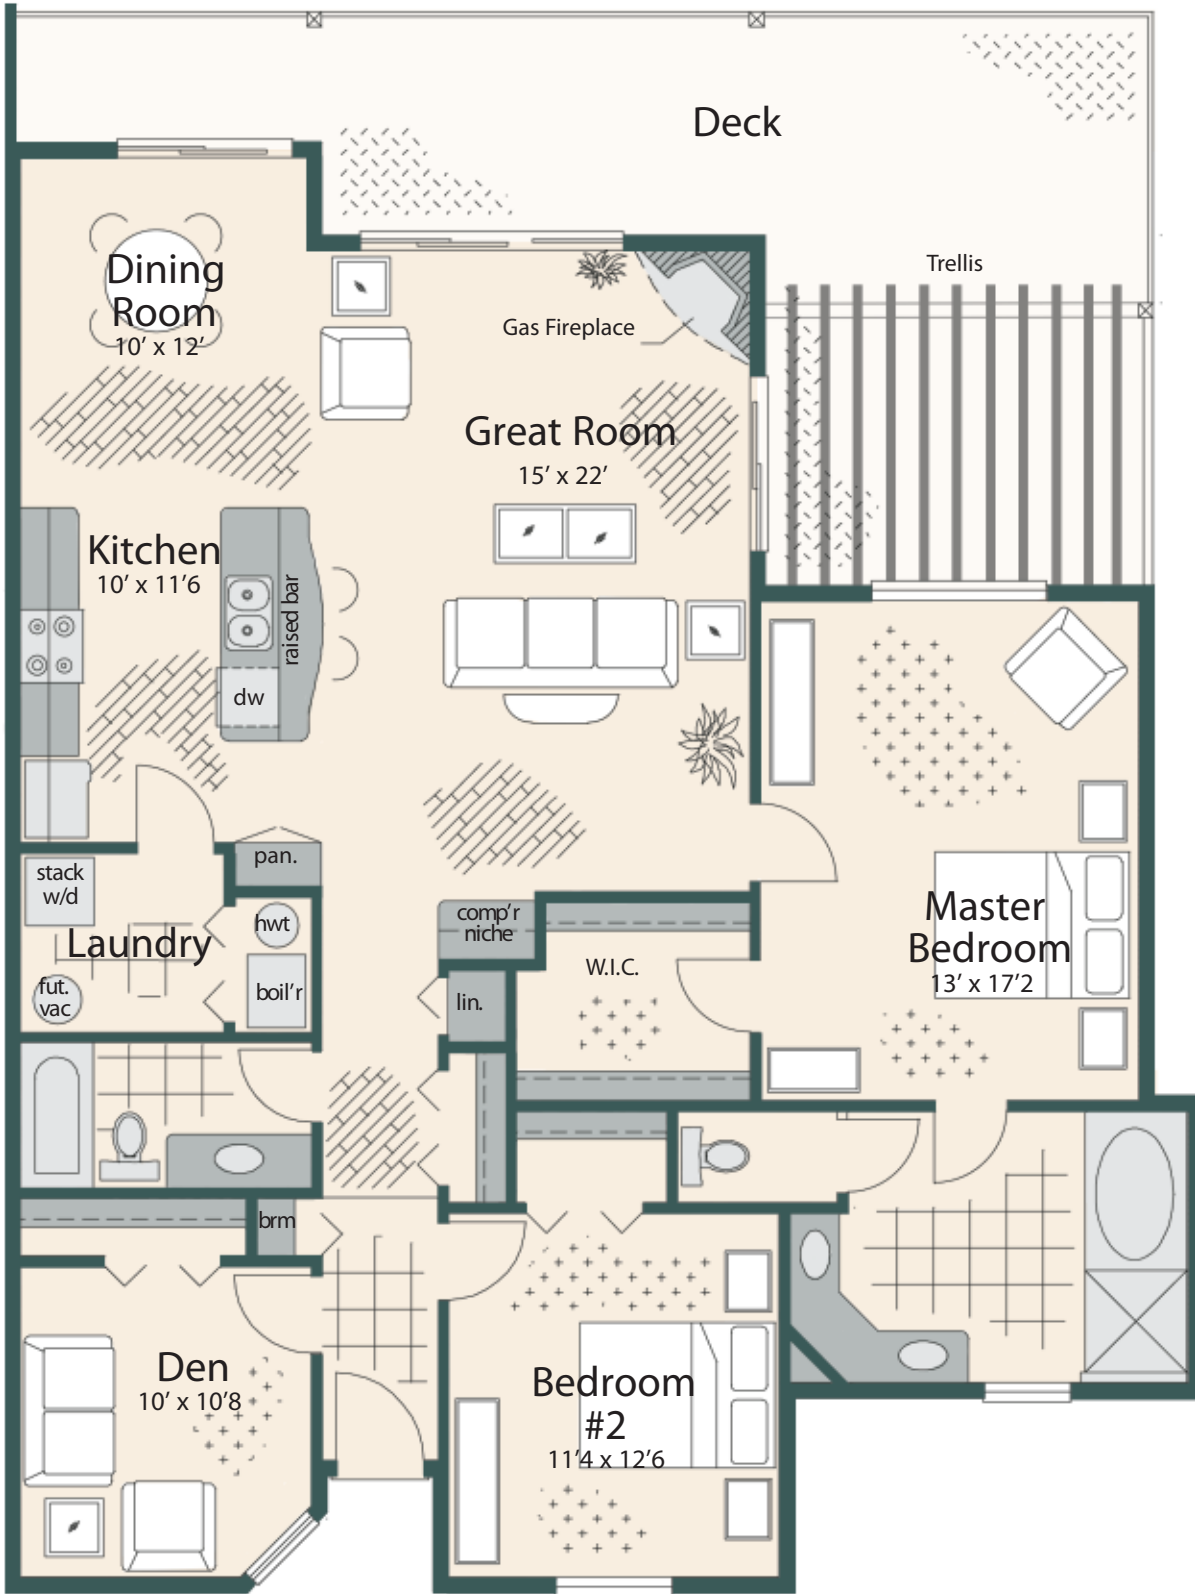 Deck
Trellis
Dining
Room
10’ x 12’
Gas Fireplace
Great Room
15’ x 22’
Kitchen
10’ x 11’6
raised bar
dw
pan.
stack
w/d
Laundry
hwt
fut.
vac
boil’r
comp’r
niche
lin.
W.I.C.
Master
Bedroom
13’ x 17’2
brm
Den
10’ x 10’8
Bedroom
#2
11’4 x 12’6